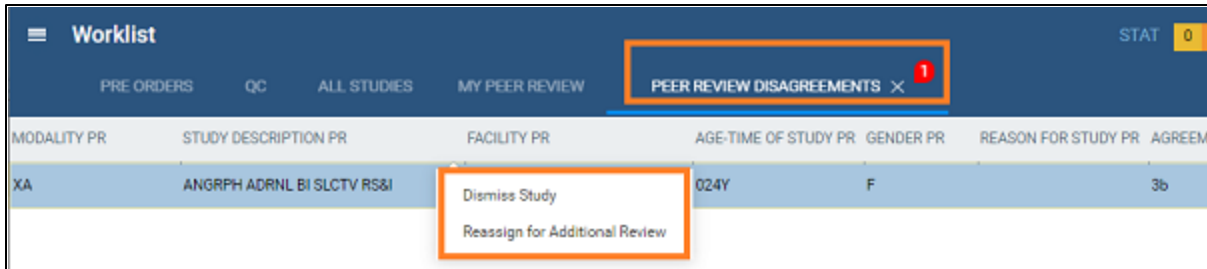 Worklist
STAT 0
PRE ORDERS QC ALL STUDIES MY PEER REVIEW PEER REVIEW DISAGREEMENTS × 1
MODALITY PR STUDY DESCRIPTION PR FACILITY PR AGE-TIME OF STUDY PR GENDER PR REASON FOR STUDY PR AGREEM
XA ANGRPH ADRNL BI SLCTV RS&I 024Y F 3b
Dismiss Study
Reassign for Additional Review